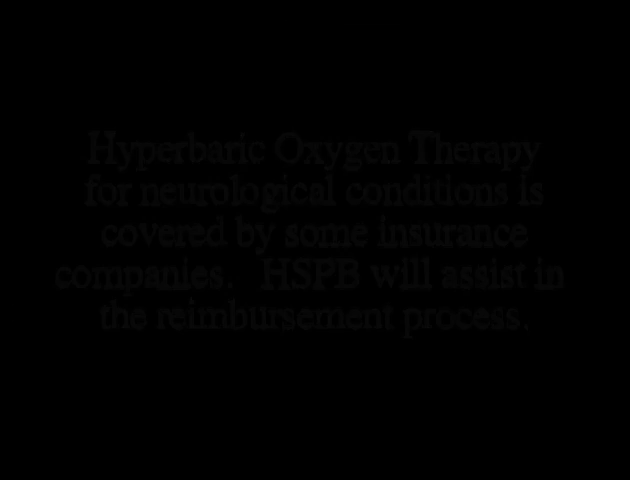 Hyperbaric Oxygen Therapy
for neurological conditions is
covered by some insurance
companies.  HSPB will assist in
the reimbursement process.